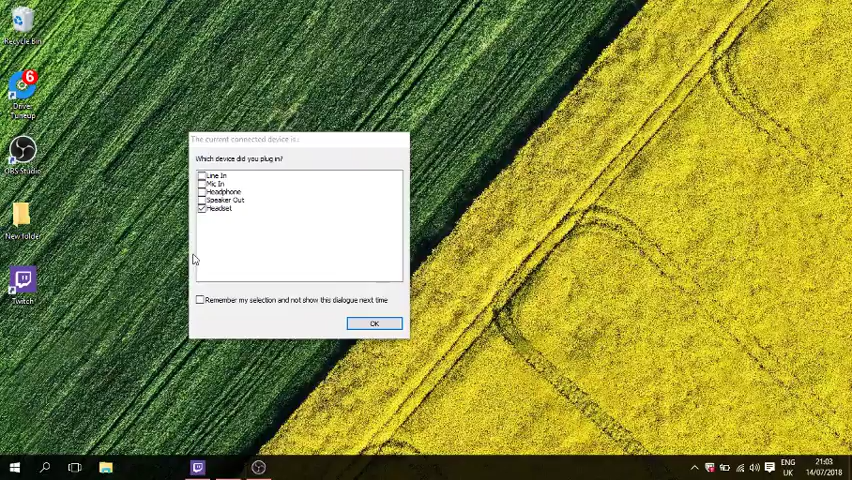 Recycle Bin
6
Driver
Tuneup
OBS Studio
New folder
Twitch
The current connected device is:
Which device did you plug in?
Line In
Mic In
Headphone
Speaker Out
Headset
Remember my selection and not show this dialogue next time
OK
ENG
UK
21:03
14/07/2018